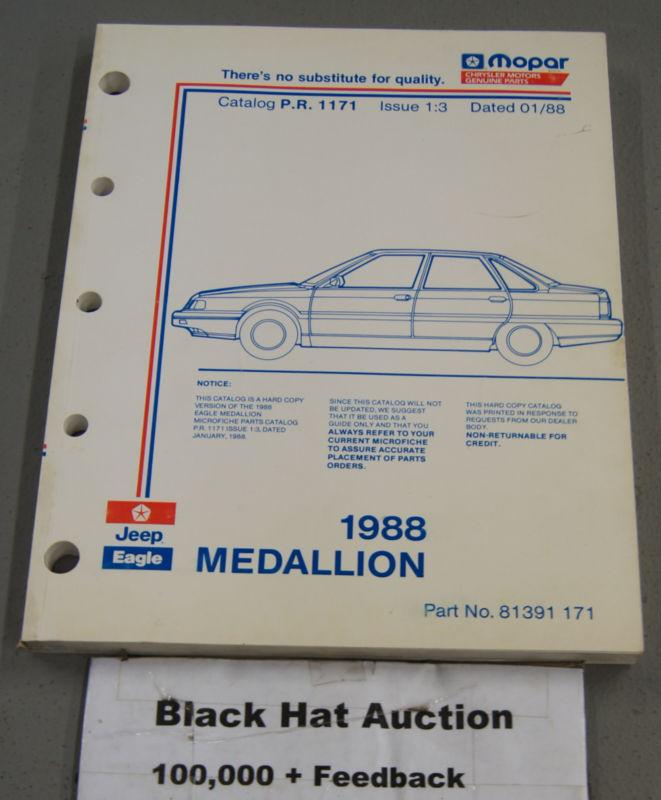 Mopar
CHRYSLER MOTORS
GENUINE PARTS
There's no substitute for quality.
Catalog P.R. 1171 Issue 1:3 Dated 01/88
NOTICE:
THIS CATALOG IS A HARD COPY
VERSION OF THE 1988
EAGLE MEDALLION
MICROFICHE PARTS CATALOG
P.R. 1171 ISSUE 1:3, DATED
JANUARY, 1988.
SINCE THIS CATALOG WILL NOT
BE UPDATED, WE SUGGEST
THAT IT BE USED AS A
GUIDE ONLY AND THAT YOU
ALWAYS REFER TO YOUR
CURRENT MICROFICHE
TO ASSURE ACCURATE
PLACEMENT OF PARTS
ORDERS.
THIS HARD COPY CATALOG
WAS PRINTED IN RESPONSE TO
REQUESTS FROM OUR DEALER
BODY.
NON-RETURNABLE FOR
CREDIT.
Jeep
Eagle
1988
MEDALLION
Part No. 81391 171
Black Hat Auction
100,000 + Feedback